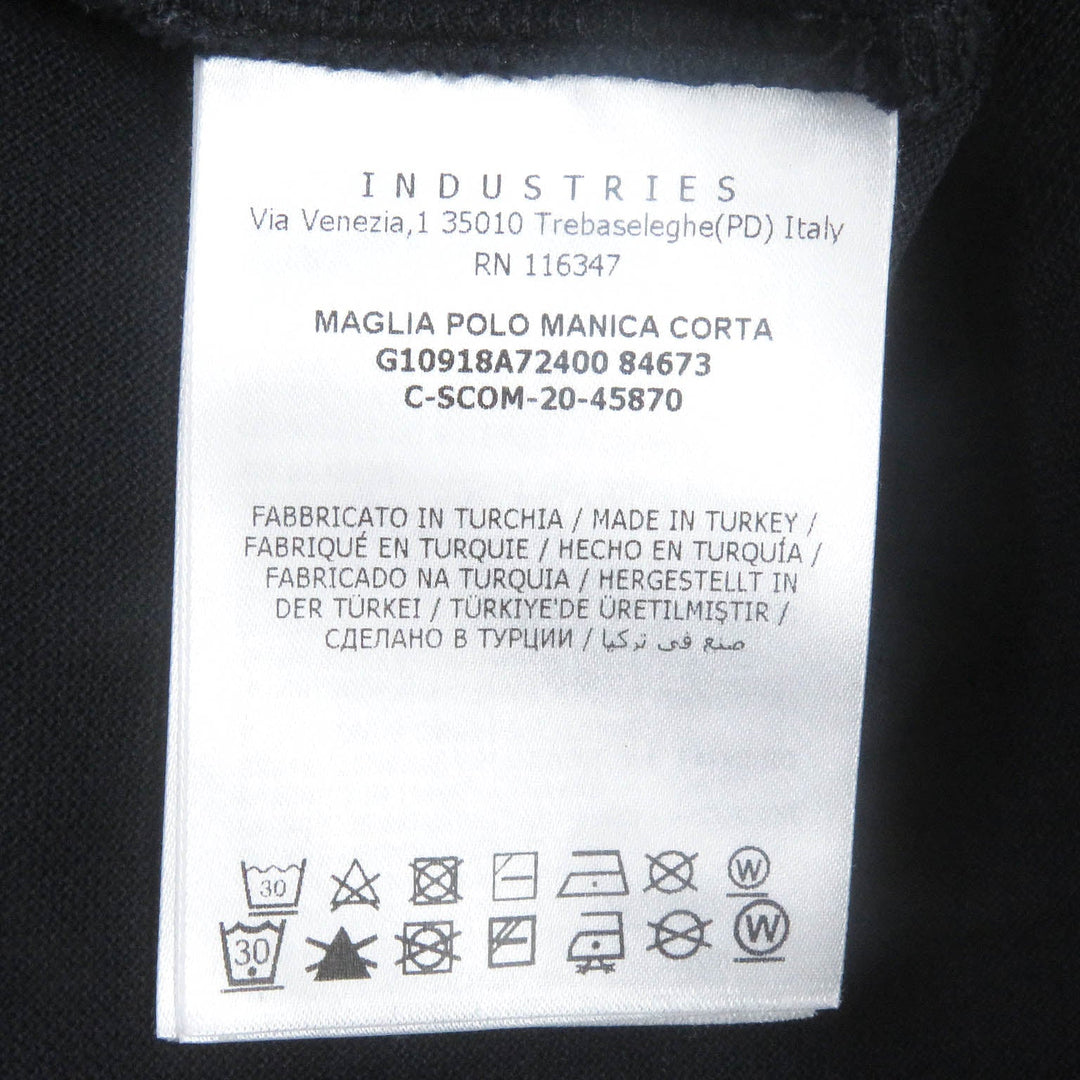 INDUSTRIES
Via Venezia,1 35010 Trebaseleghe(PD) Italy
RN 116347
MAGLIA POLO MANICA CORTA
G10918A72400 84673
C-SCOM-20-45870
FABBRICATO IN TURCHIA / MADE IN TURKEY /
FABRIQUÉ EN TURQUIE / HECHO EN TURQUÍA /
FABRICADO NA TURQUIA / HERGESTELLT IN
DER TÜRKEI / TÜRKIYE'DE ÜRETILMIŞTIR /
СДЕЛАНО В ТУРЦИИ / صنع في تركيا
30 W
30 W